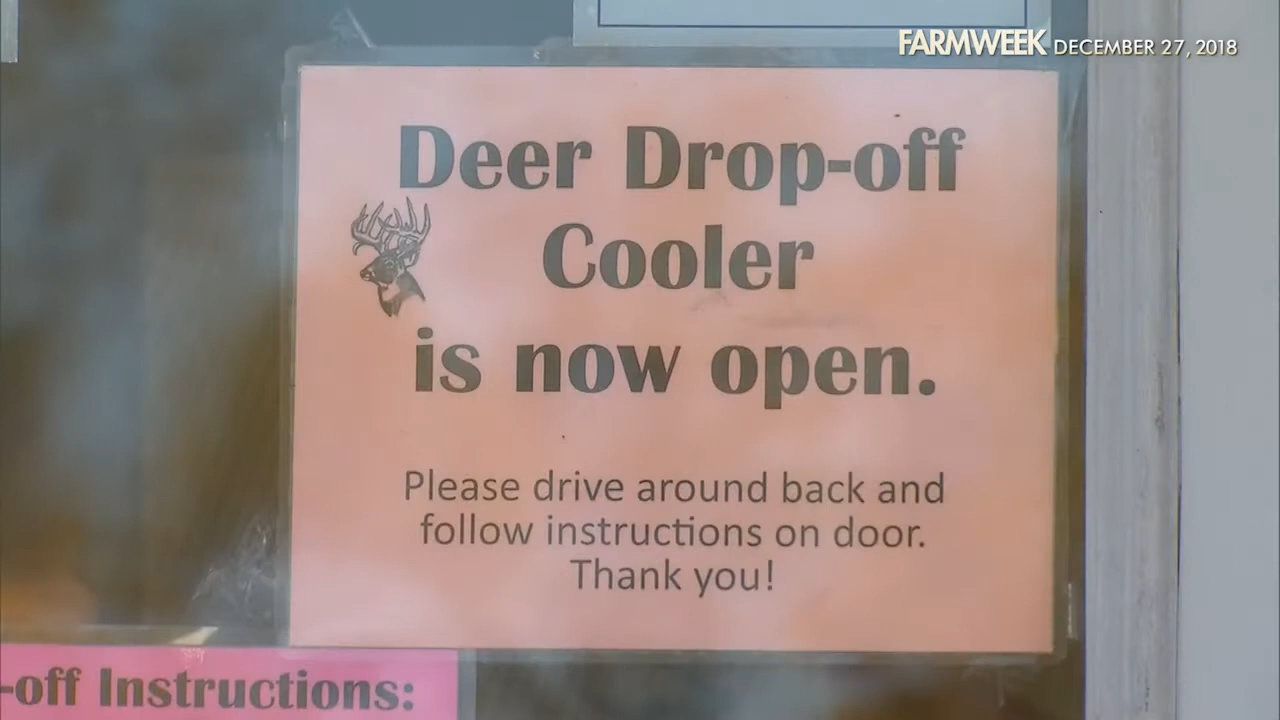 FARMWEEK DECEMBER 27, 2018
Deer Drop-off
Cooler
is now open.
Please drive around back and
follow instructions on door.
Thank you!
-off Instructions: